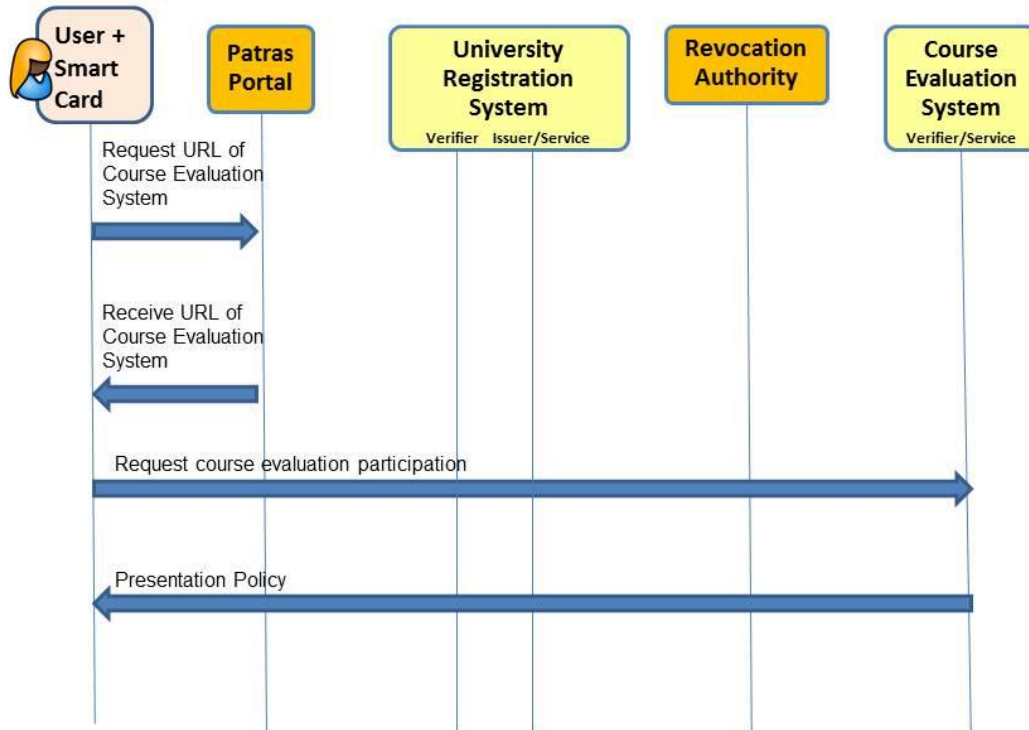 User +
Smart
Card
Patras
Portal
University
Registration
System
Verifier Issuer/Service
Revocation
Authority
Course
Evaluation
System
Verifier/Service
Request URL of
Course Evaluation
System
Receive URL of
Course Evaluation
System
Request course evaluation participation
Presentation Policy